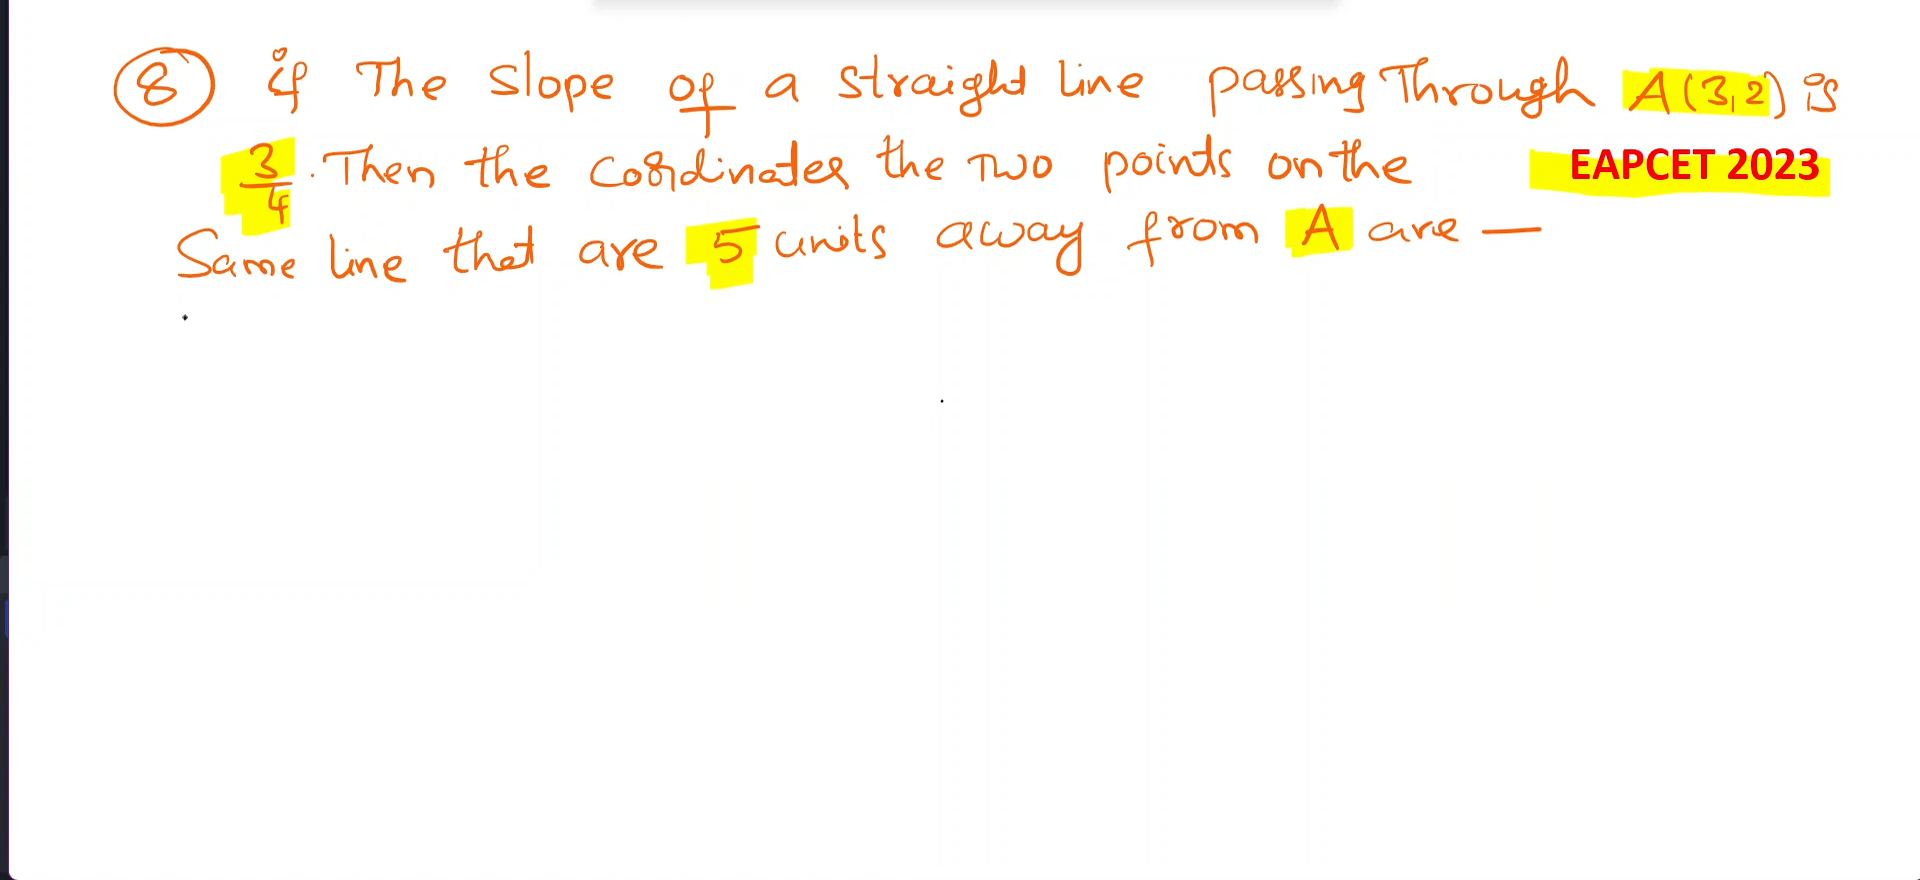 8 if The slope of a straight line passing Through A(3,2) is
3/4. Then the coordinates the Two points on the EAPCET 2023
Same line that are 5 units away from A are —